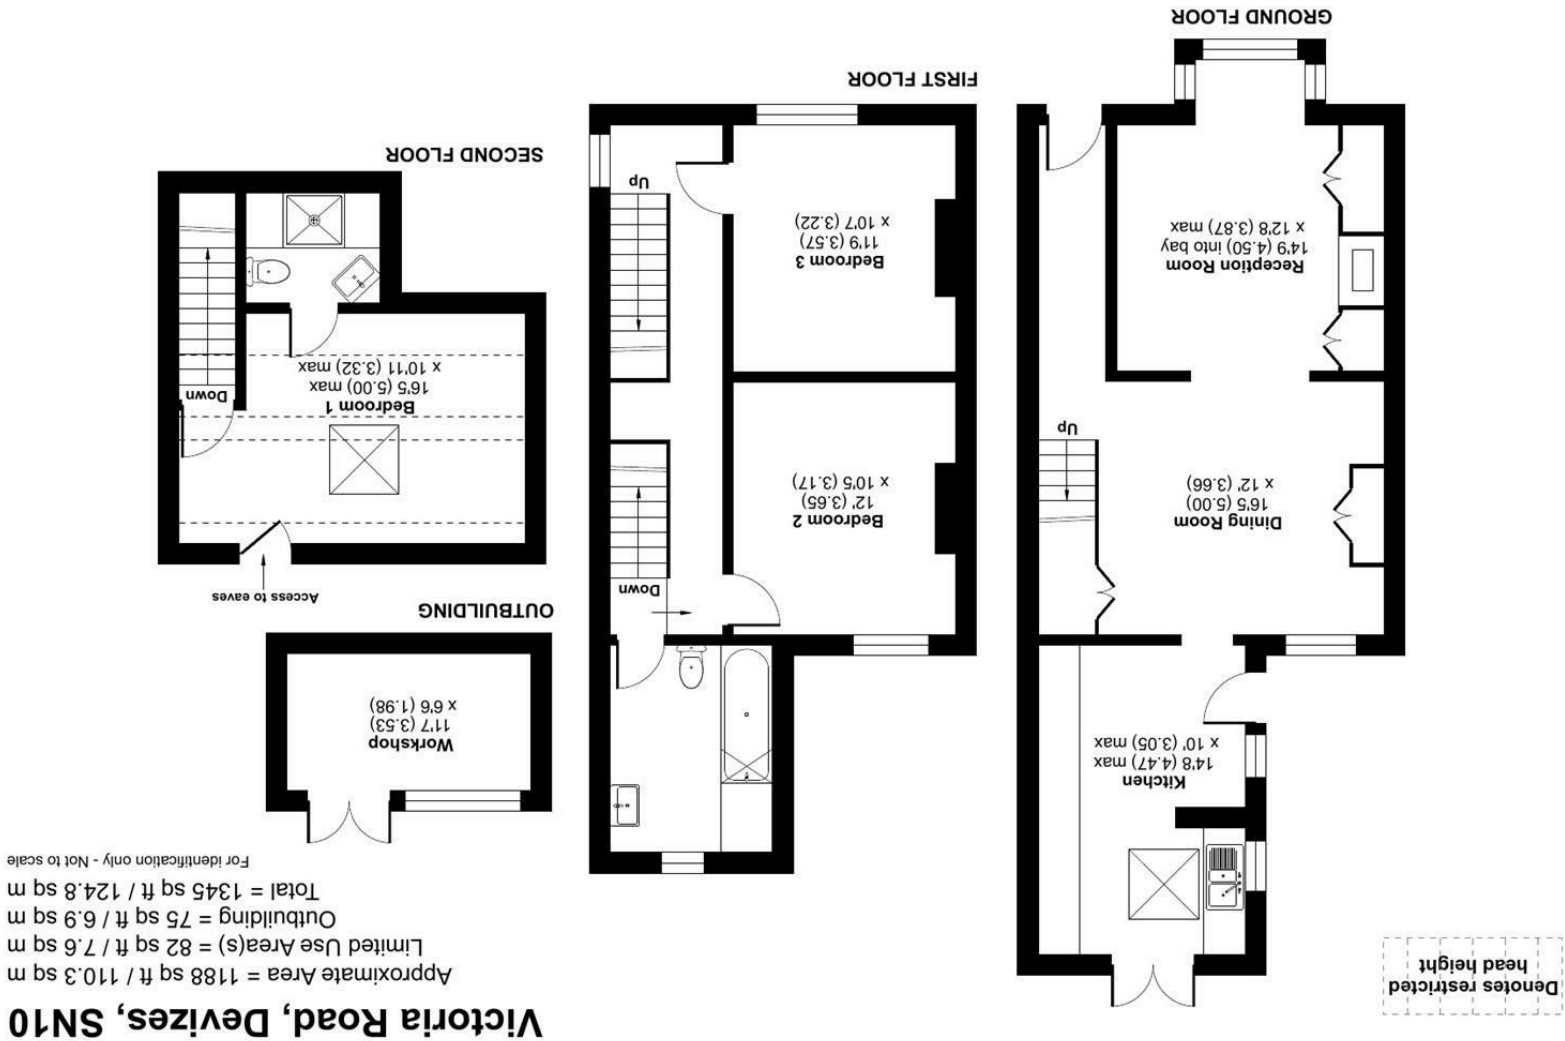 Victoria Road, Devizes, SN10
Approximate Area = 1188 sq ft / 110.3 sq m
Limited Use Area(s) = 82 sq ft / 7.6 sq m
Outbuilding = 75 sq ft / 6.9 sq m
Total = 1345 sq ft / 124.8 sq m
For identification only - Not to scale
Denotes restricted
head height
Kitchen
14'8 (4.47) max
x 10' (3.05) max
Dining Room
16'5 (5.00)
x 12' (3.66)
Up
Reception Room
14'9 (4.50) into bay
x 12'8 (3.87) max
GROUND FLOOR
Down
Bedroom 2
12' (3.65)
x 10'5 (3.17)
Bedroom 3
11'9 (3.57)
x 10'7 (3.22)
Up
FIRST FLOOR
Workshop
11'7 (3.53)
x 6'6 (1.98)
OUTBUILDING
Access to eaves
Bedroom 1
16'5 (5.00) max
x 10'11 (3.32) max
Down
SECOND FLOOR